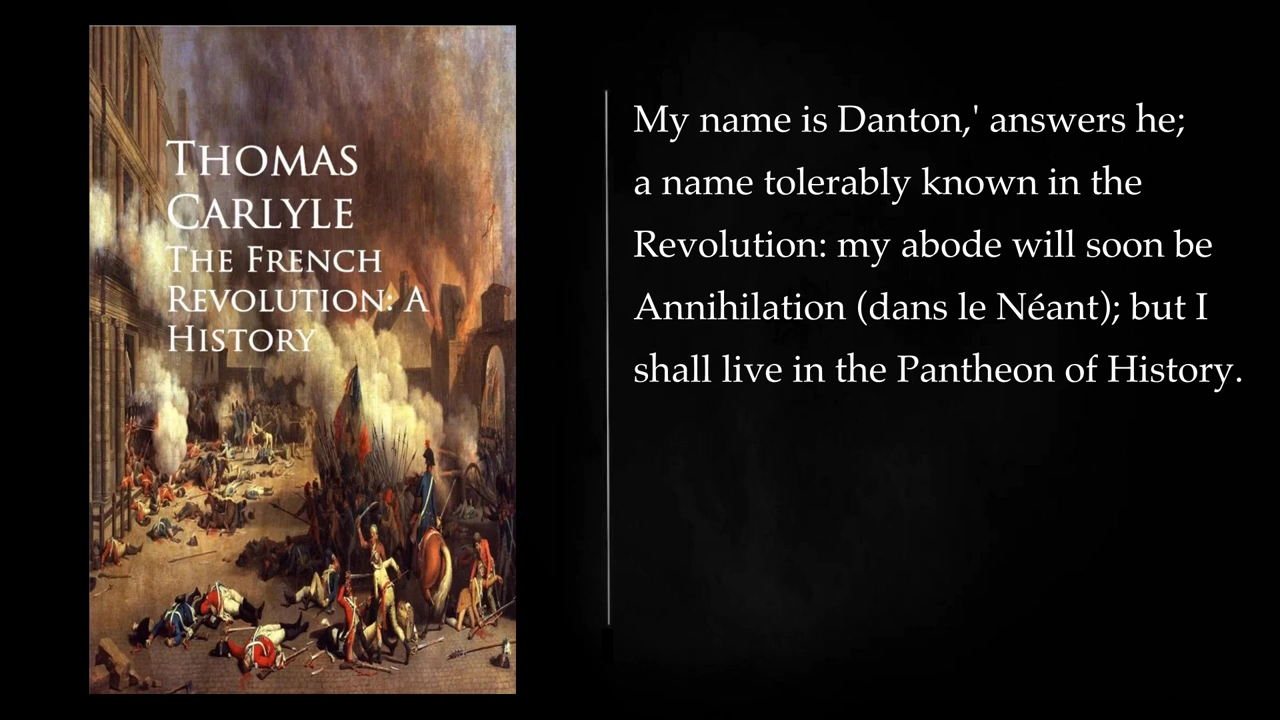 THOMAS
CARLYLE
THE FRENCH
REVOLUTION: A
HISTORY
My name is Danton,' answers he;
a name tolerably known in the
Revolution: my abode will soon be
Annihilation (dans le Néant); but I
shall live in the Pantheon of History.